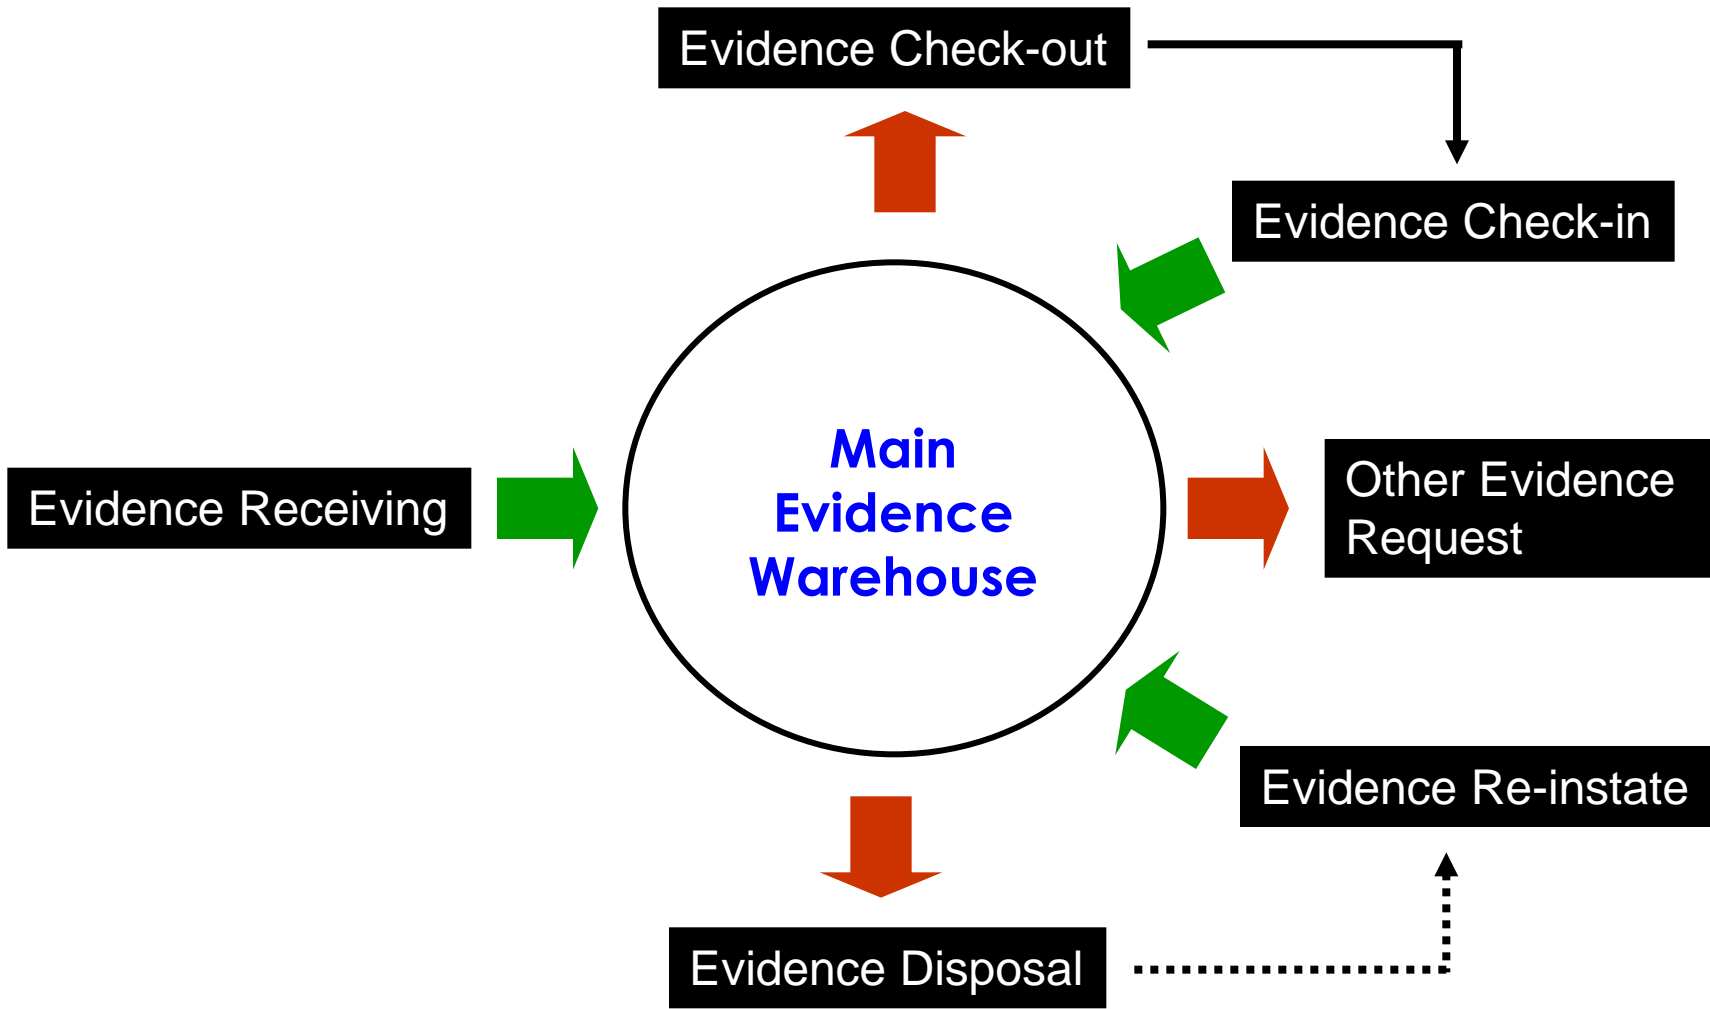 Evidence Check-out
Evidence Check-in
Main
Evidence
Warehouse
Evidence Receiving
Other Evidence
Request
Evidence Re-instate
Evidence Disposal